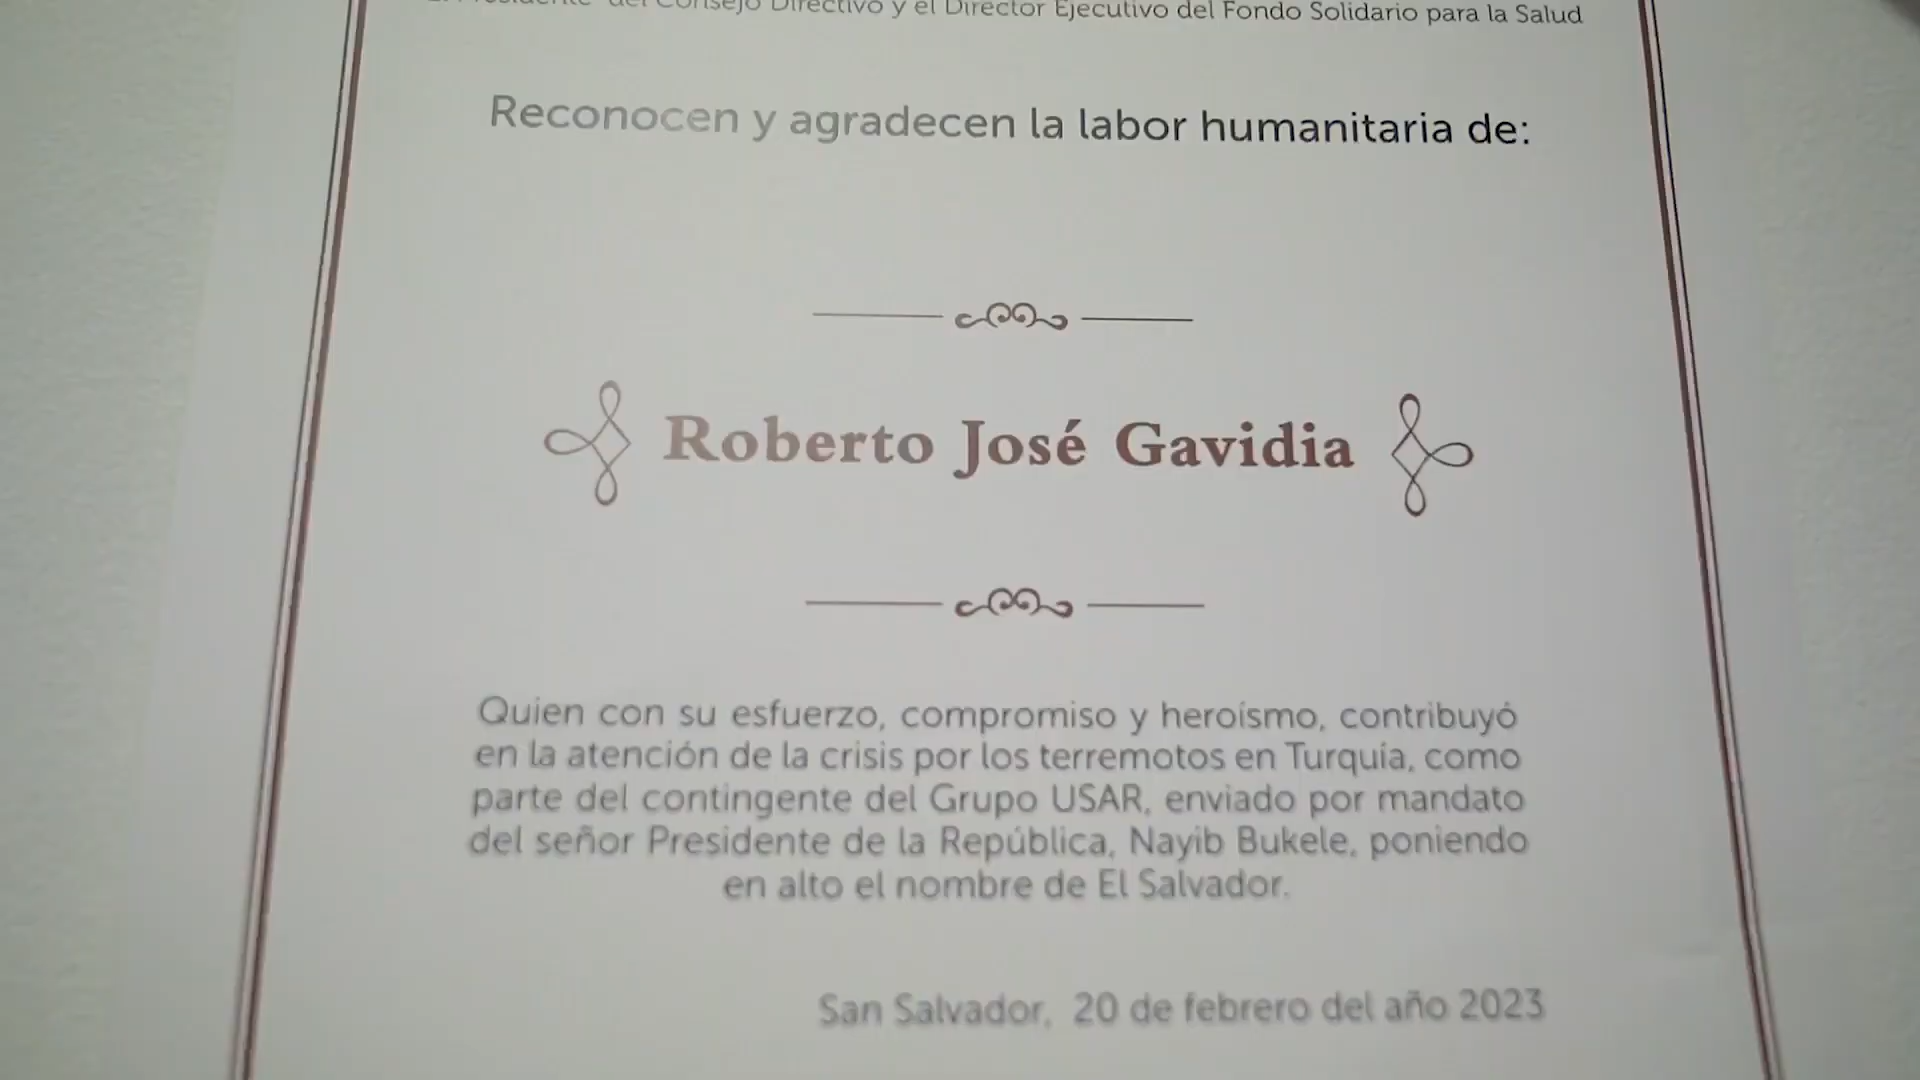 El Presidente del Consejo Directivo y el Director Ejecutivo del Fondo Solidario para la Salud
Reconocen y agradecen la labor humanitaria de:
Roberto José Gavidia
Quien con su esfuerzo, compromiso y heroísmo, contribuyó
en la atención de la crisis por los terremotos en Turquía, como
parte del contingente del Grupo USAR, enviado por mandato
del señor Presidente de la República, Nayib Bukele, poniendo
en alto el nombre de El Salvador.
San Salvador, 20 de febrero del año 2023